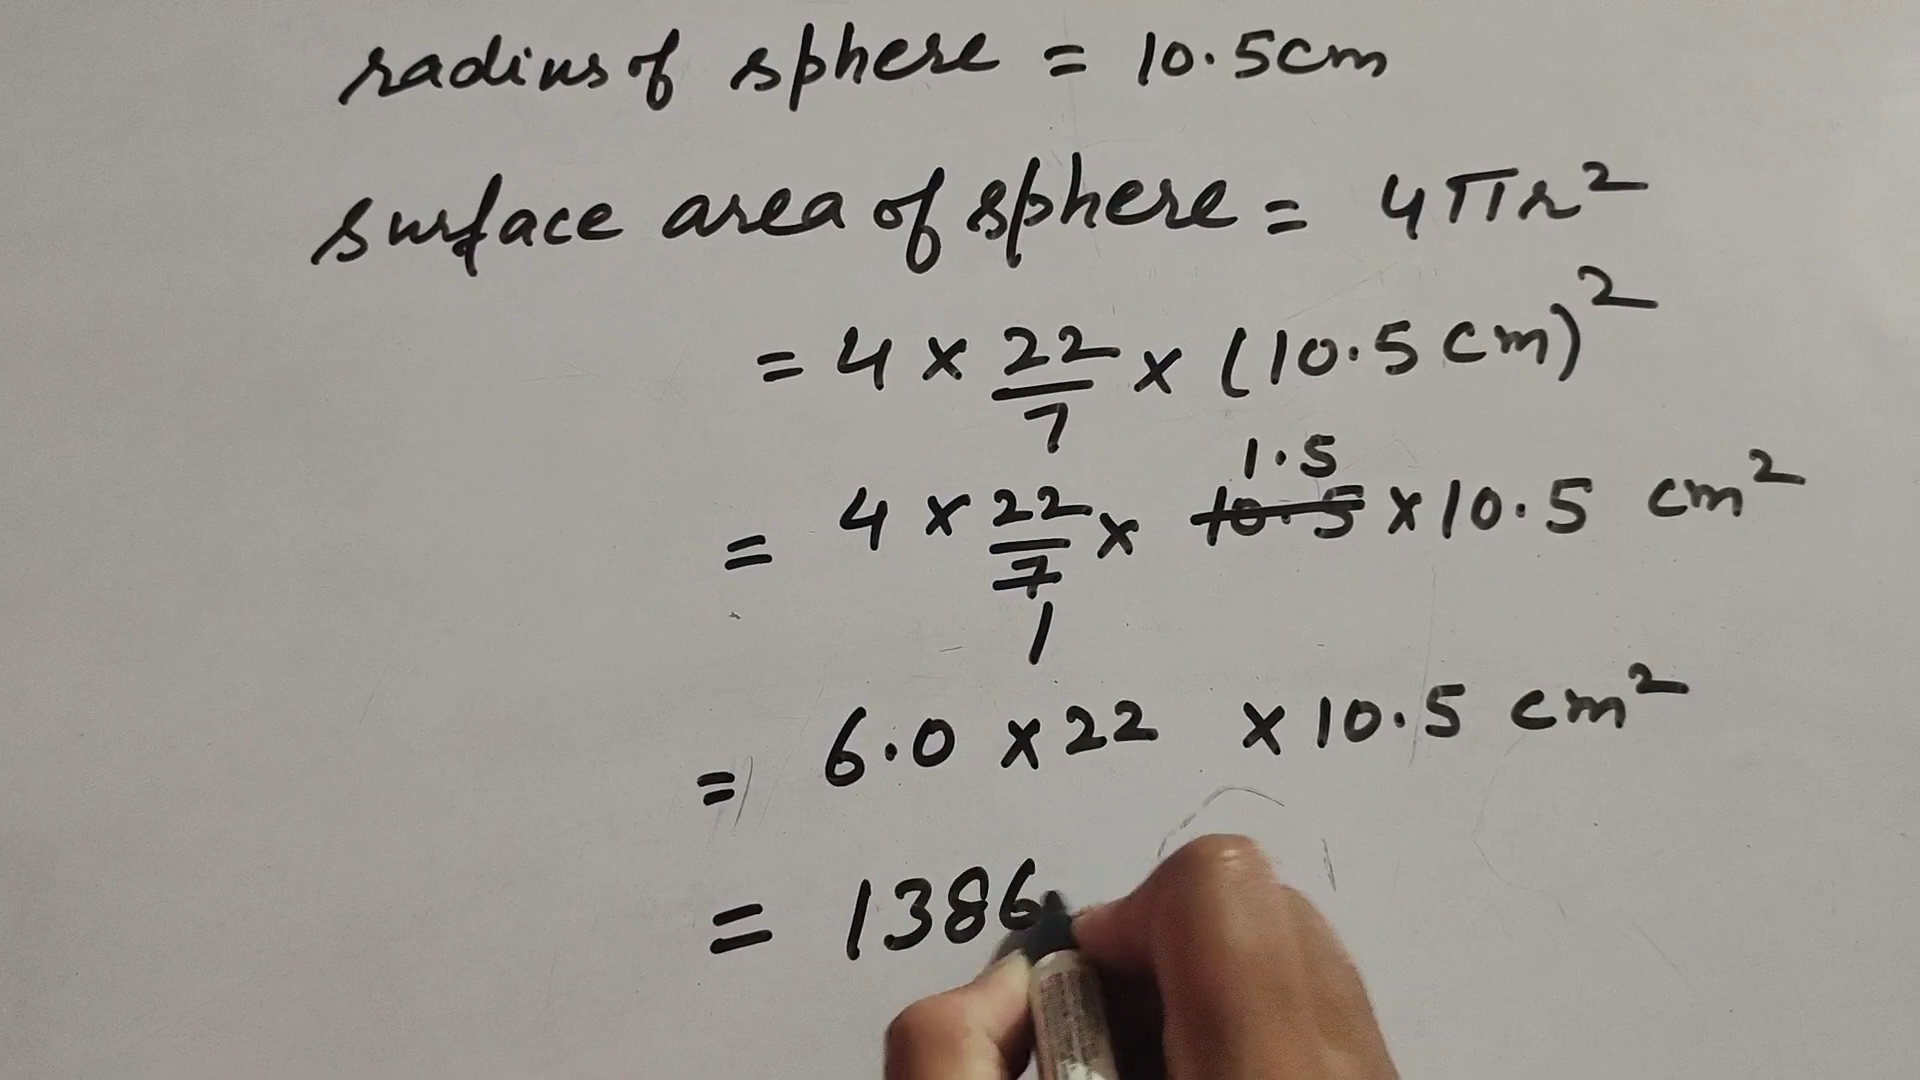 radius of sphere = 10.5cm
surface area of sphere = 4πr²
= 4 × 22/7 × (10.5 cm)²
1.5
= 4 × 22/7 × 10.5 × 10.5 cm²
1
= 6.0 × 22 × 10.5 cm²
= 1386